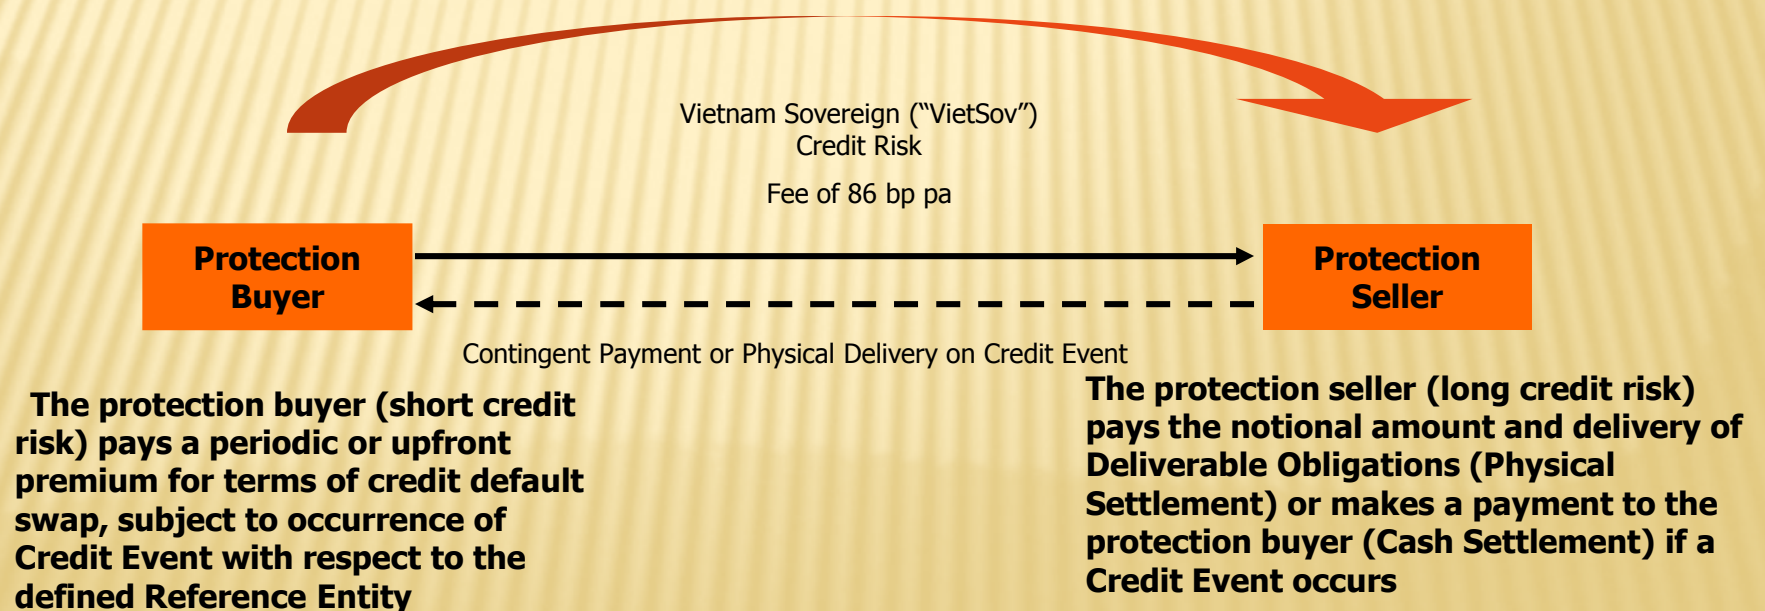 Vietnam Sovereign (“VietSov”)
Credit Risk
Fee of 86 bp pa
Protection
Buyer
Protection
Seller
Contingent Payment or Physical Delivery on Credit Event
The protection buyer (short credit
risk) pays a periodic or upfront
premium for terms of credit default
swap, subject to occurrence of
Credit Event with respect to the
defined Reference Entity
The protection seller (long credit risk)
pays the notional amount and delivery of
Deliverable Obligations (Physical
Settlement) or makes a payment to the
protection buyer (Cash Settlement) if a
Credit Event occurs